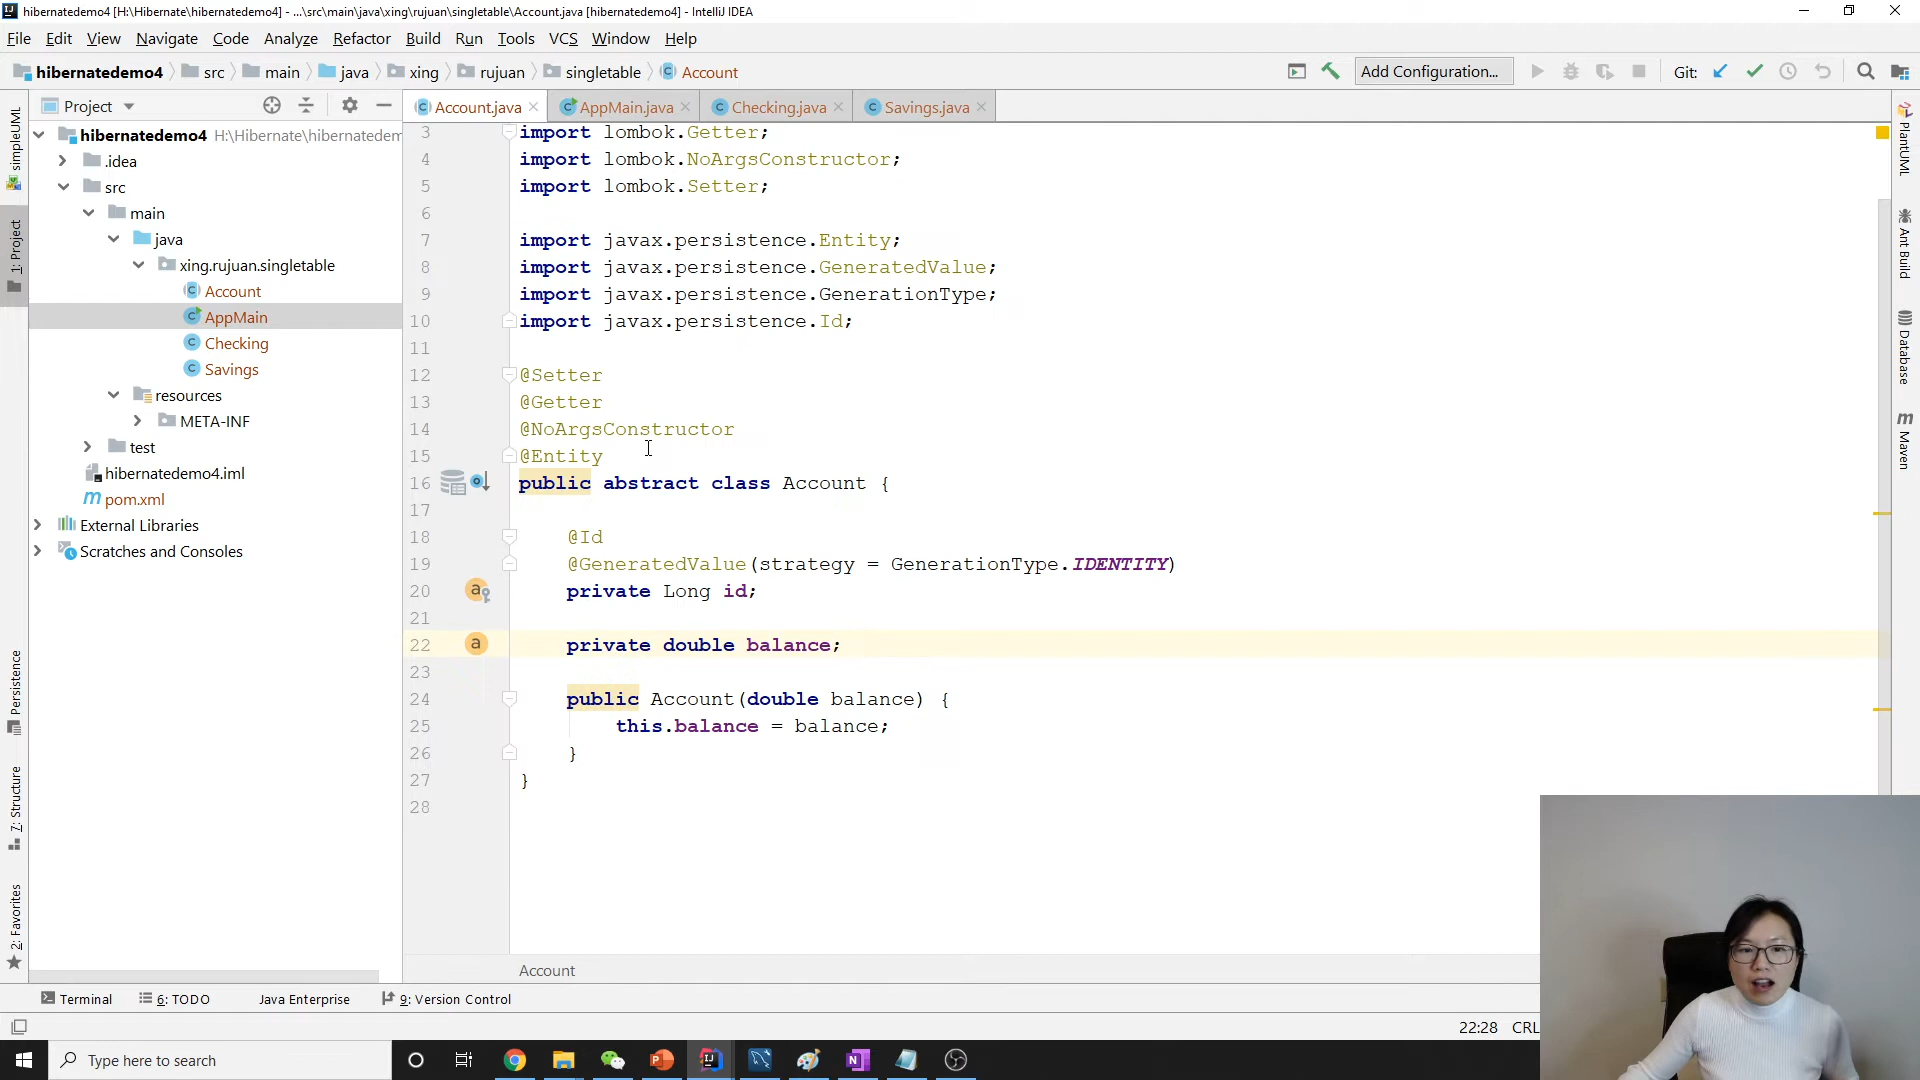 hibernatedemo4 [H:\Hibernate\hibernatedemo4] - ...\src\main\java\xing\rujuan\singletable\Account.java [hibernatedemo4] - IntelliJ IDEA
File Edit View Navigate Code Analyze Refactor Build Run Tools VCS Window Help
hibernatedemo4 src main java xing rujuan singletable Account Add Configuration... Git:
Project Account.java AppMain.java Checking.java Savings.java
hibernatedemo4 H:\Hibernate\hibernatedem
.idea
src
main
java
xing.rujuan.singletable
Account
AppMain
Checking
Savings
resources
META-INF
test
hibernatedemo4.iml
pom.xml
External Libraries
Scratches and Consoles
simpleUML
1: Project
Persistence
7: Structure
2: Favorites
3 import lombok.Getter;
4 import lombok.NoArgsConstructor;
5 import lombok.Setter;
6
7 import javax.persistence.Entity;
8 import javax.persistence.GeneratedValue;
9 import javax.persistence.GenerationType;
10 import javax.persistence.Id;
11
12 @Setter
13 @Getter
14 @NoArgsConstructor
15 @Entity
16 public abstract class Account {
17
18 @Id
19 @GeneratedValue(strategy = GenerationType.IDENTITY)
20 private Long id;
21
22 private double balance;
23
24 public Account(double balance) {
25 this.balance = balance;
26 }
27 }
28
Account
PlantUML
Ant Build
Database
Maven
Terminal 6: TODO Java Enterprise 9: Version Control
22:28 CRL
Type here to search